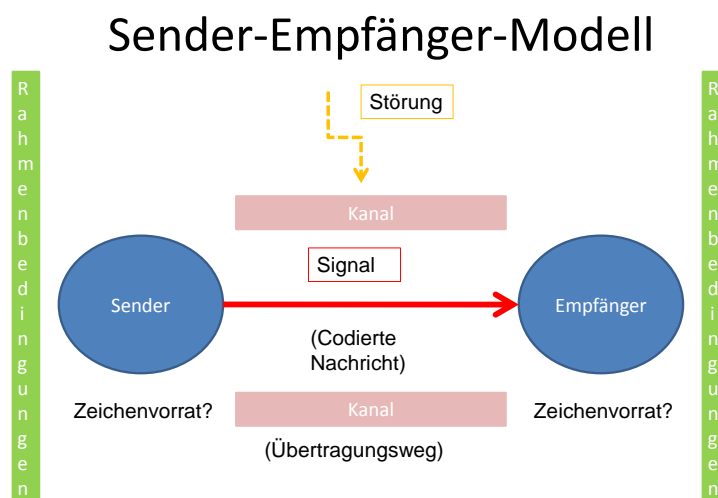 Sender-Empfänger-Modell
Rahmenbedingungen
Störung
Kanal
Signal
Sender
Empfänger
(Codierte
Nachricht)
Zeichenvorrat?
Kanal
Zeichenvorrat?
(Übertragungsweg)
Rahmenbedingungen